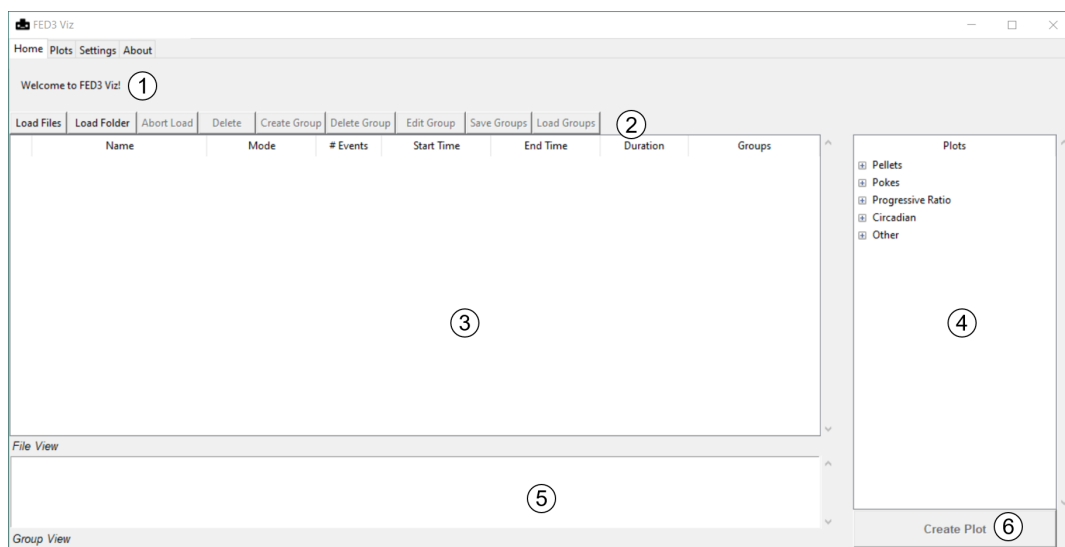 FED3 Viz
Home Plots Settings About
Welcome to FED3 Viz! 1
Load Files Load Folder Abort Load Delete Create Group Delete Group Edit Group Save Groups Load Groups 2
Name Mode # Events Start Time End Time Duration Groups
Plots
Pellets
Pokes
Progressive Ratio
Circadian
Other
3
4
File View
5
Group View
Create Plot 6